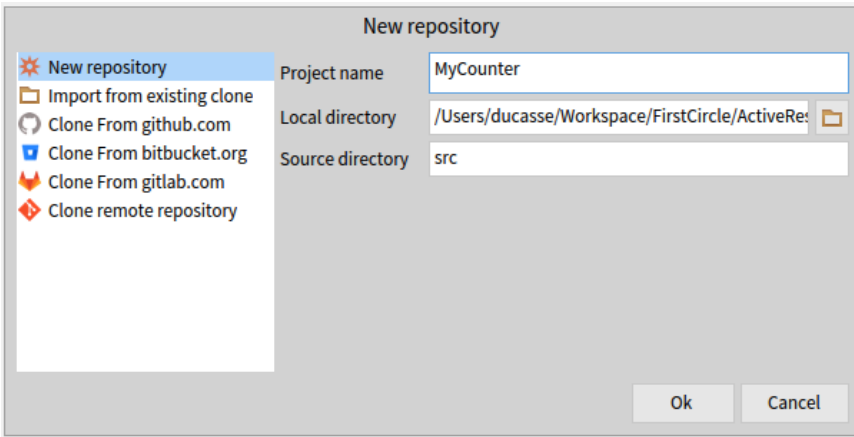 New repository
New repository
Import from existing clone
Clone From github.com
Clone From bitbucket.org
Clone From gitlab.com
Clone remote repository
Project name
MyCounter
Local directory
/Users/ducasse/Workspace/FirstCircle/ActiveRes
Source directory
src
Ok
Cancel